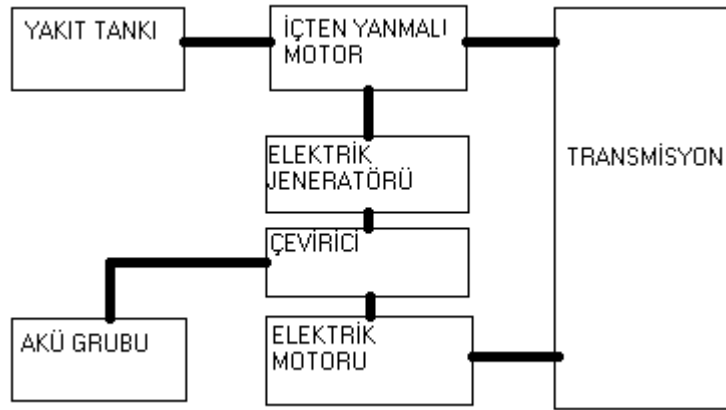 YAKIT TANKI
İÇTEN YANMALI
MOTOR
TRANSMİSYON
ELEKTRİK
JENERATÖRÜ
ÇEVİRİCİ
AKÜ GRUBU
ELEKTRİK
MOTORU